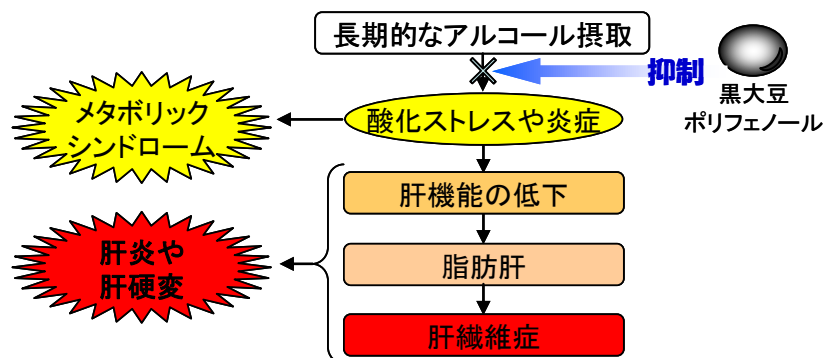 長期的なアルコール摂取
抑制
黒大豆
ポリフェノール
メタボリック
シンドローム
酸化ストレスや炎症
肝機能の低下
肝炎や
肝硬変
脂肪肝
肝繊維症